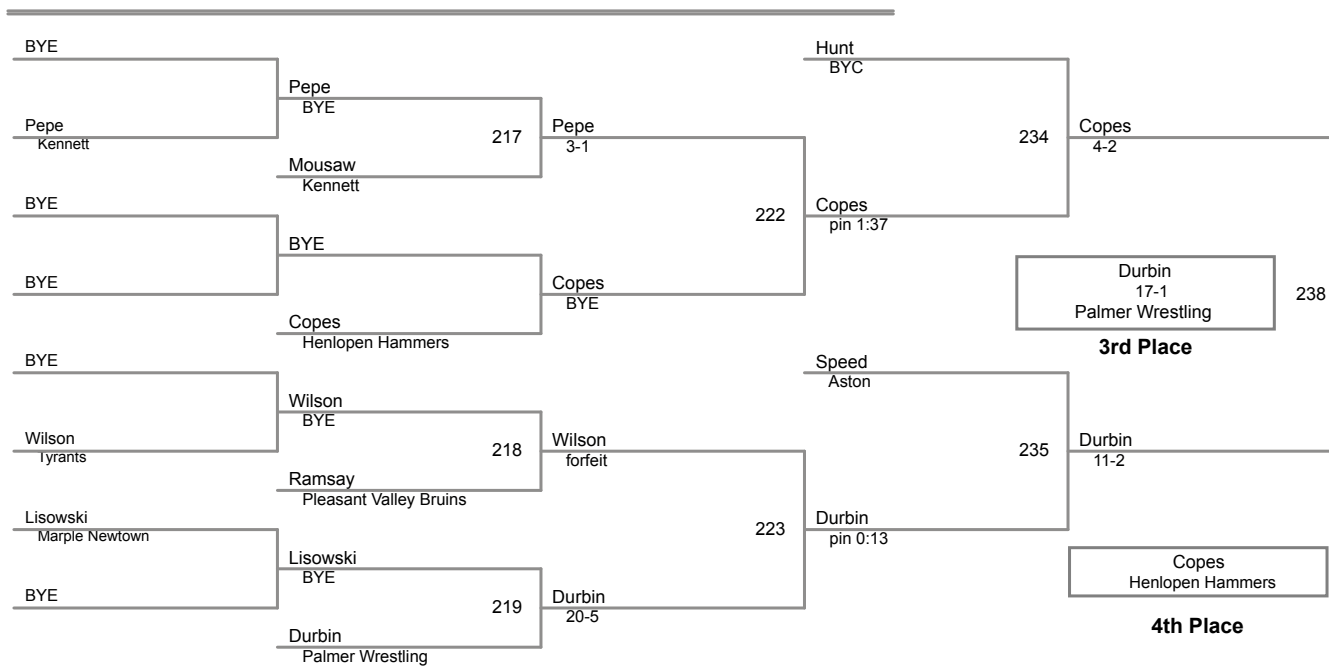 BYE
Pepe
Kennett
BYE
BYE
BYE
Wilson
Tyrants
Lisowski
Marple Newtown
BYE
Pepe
BYE
217
Mousaw
Kennett
BYE
Copes
Henlopen Hammers
Wilson
BYE
218
Ramsay
Pleasant Valley Bruins
Lisowski
BYE
219
Durbin
Palmer Wrestling
Pepe
3-1
222
Copes
BYE
Wilson
forfeit
223
Durbin
20-5
Hunt
BYC
234
Copes
pin 1:37
Speed
Aston
235
Durbin
pin 0:13
Copes
4-2
Durbin
17-1
Palmer Wrestling
238
3rd Place
Durbin
11-2
Copes
Henlopen Hammers
4th Place